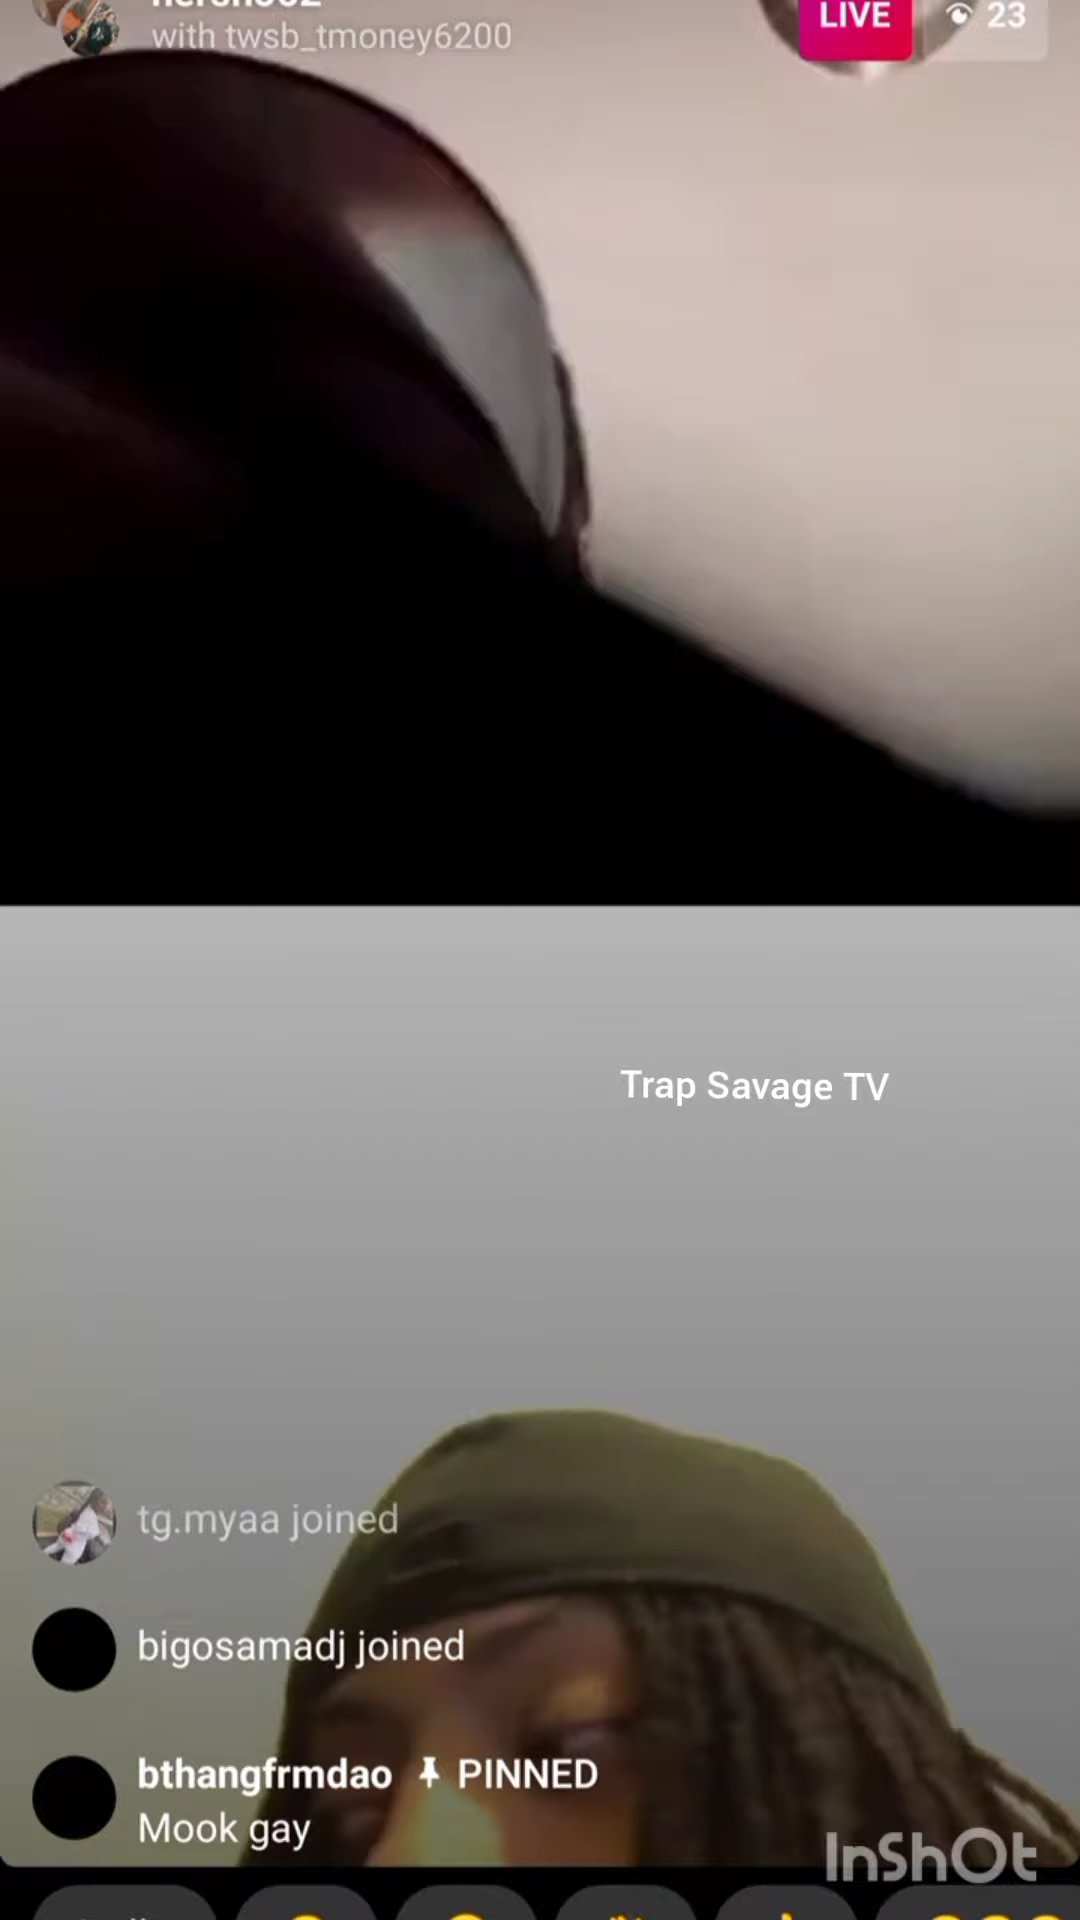 with twsb_tmoney6200
LIVE
23
Trap Savage TV
tg.myaa joined
bigosamadj joined
bthangfrmdao PINNED
Mook gay
InShOt